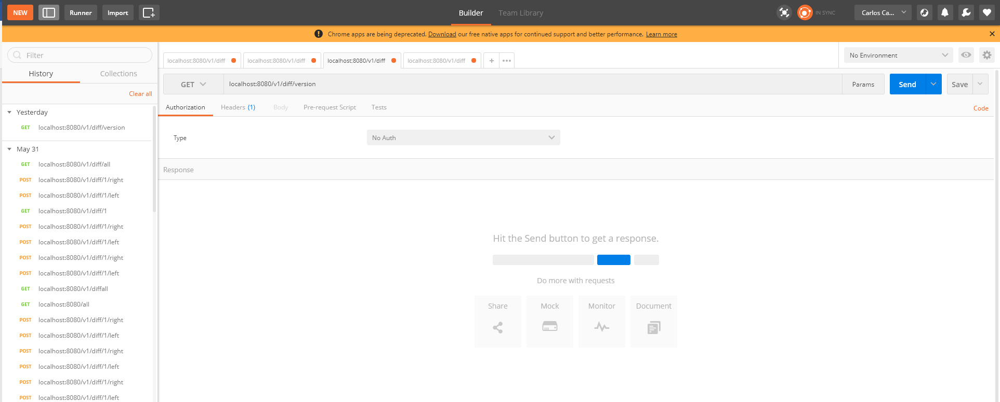 NEW Runner Import Builder Team Library IN SYNC Carlos Ca...
Chrome apps are being deprecated. Download our free native apps for continued support and better performance. Learn more
Filter
History Collections
Clear all
Yesterday
GET localhost:8080/v1/diff/version
May 31
GET localhost:8080/v1/diff/all
POST localhost:8080/v1/diff/1/right
POST localhost:8080/v1/diff/1/left
GET localhost:8080/v1/diff/1
POST localhost:8080/v1/diff/1/right
POST localhost:8080/v1/diff/1/left
POST localhost:8080/v1/diff/1/right
POST localhost:8080/v1/diff/1/left
GET localhost:8080/v1/diffall
GET localhost:8080/all
POST localhost:8080/v1/diff/1/right
POST localhost:8080/v1/diff/1/left
POST localhost:8080/v1/diff/1/right
POST localhost:8080/v1/diff/1/left
POST localhost:8080/v1/diff/1/right
POST localhost:8080/v1/diff/1/left
localhost:8080/v1/diff localhost:8080/v1/diff localhost:8080/v1/diff localhost:8080/v1/diff + ••• No Environment
GET localhost:8080/v1/diff/version Params Send Save
Authorization Headers (1) Body Pre-request Script Tests Code
Type No Auth
Response
Hit the Send button to get a response.
Do more with requests
Share Mock Monitor Document